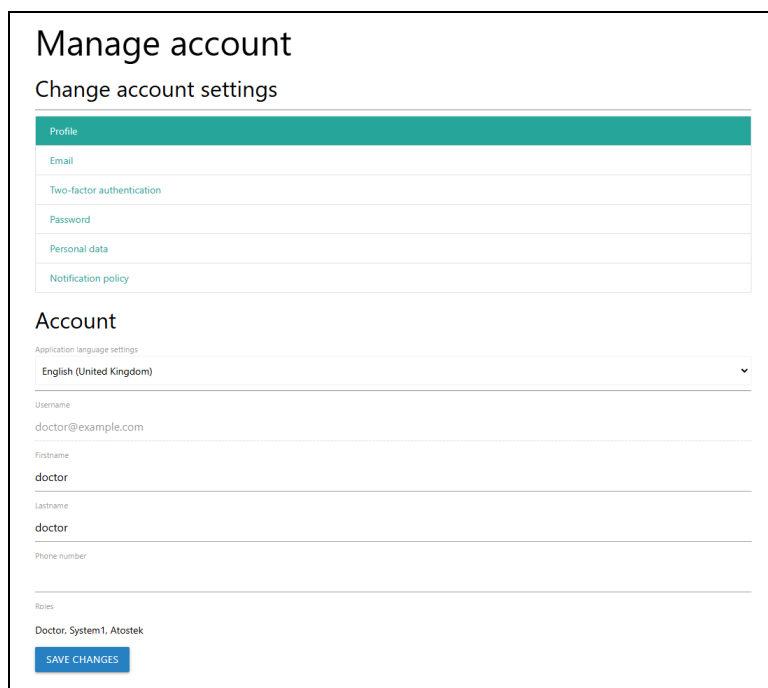 Manage account
Change account settings
Profile
Email
Two-factor authentication
Password
Personal data
Notification policy
Account
Application language settings
English (United Kingdom)
Username
doctor@example.com
Firstname
doctor
Lastname
doctor
Phone number
Roles
Doctor, System1, Atostek
SAVE CHANGES